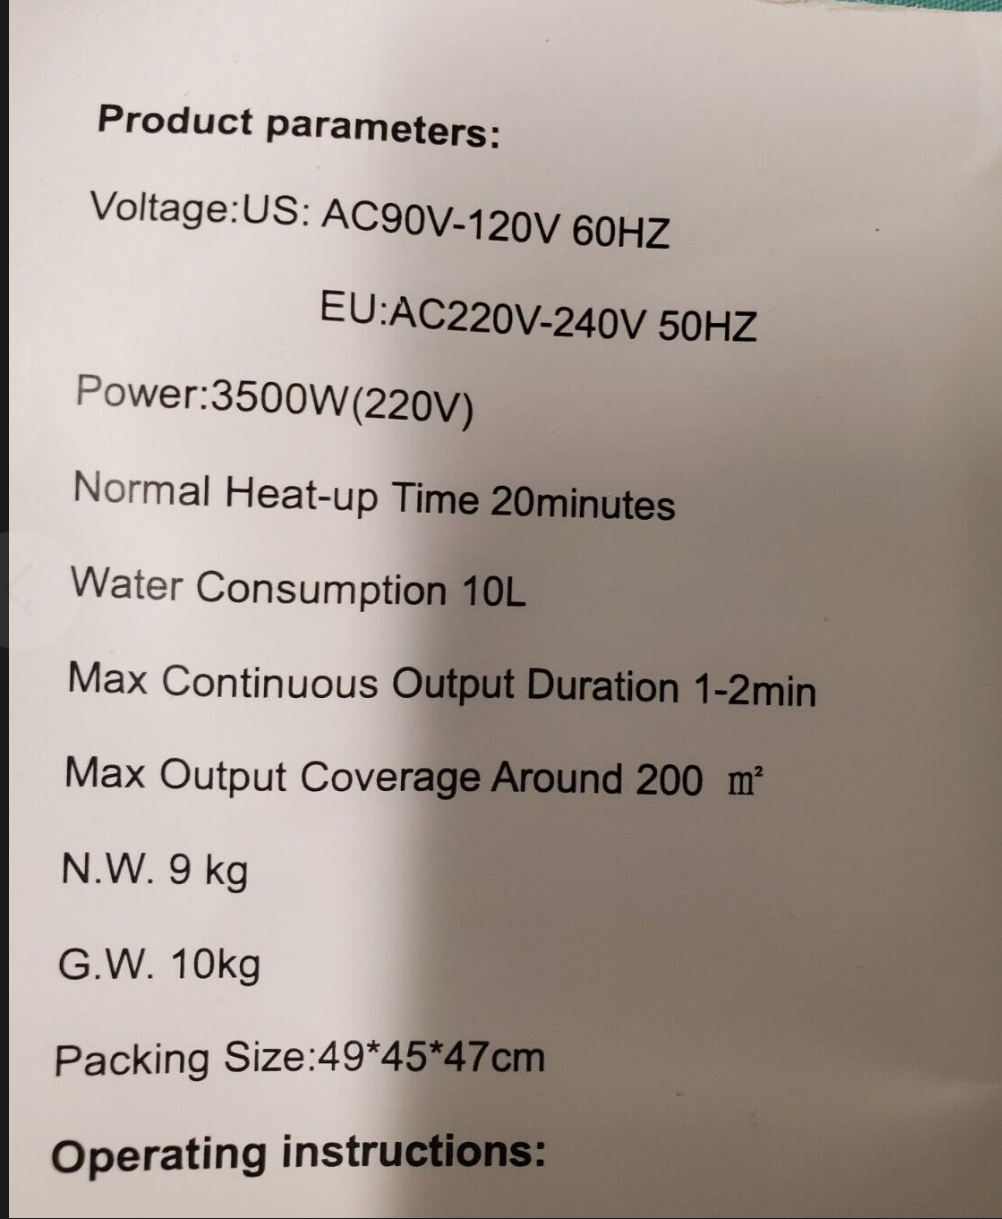 Product parameters:
Voltage:US: AC90V-120V 60HZ
EU:AC220V-240V 50HZ
Power:3500W(220V)
Normal Heat-up Time 20minutes
Water Consumption 10L
Max Continuous Output Duration 1-2min
Max Output Coverage Around 200 m²
N.W. 9 kg
G.W. 10kg
Packing Size:49*45*47cm
Operating instructions: